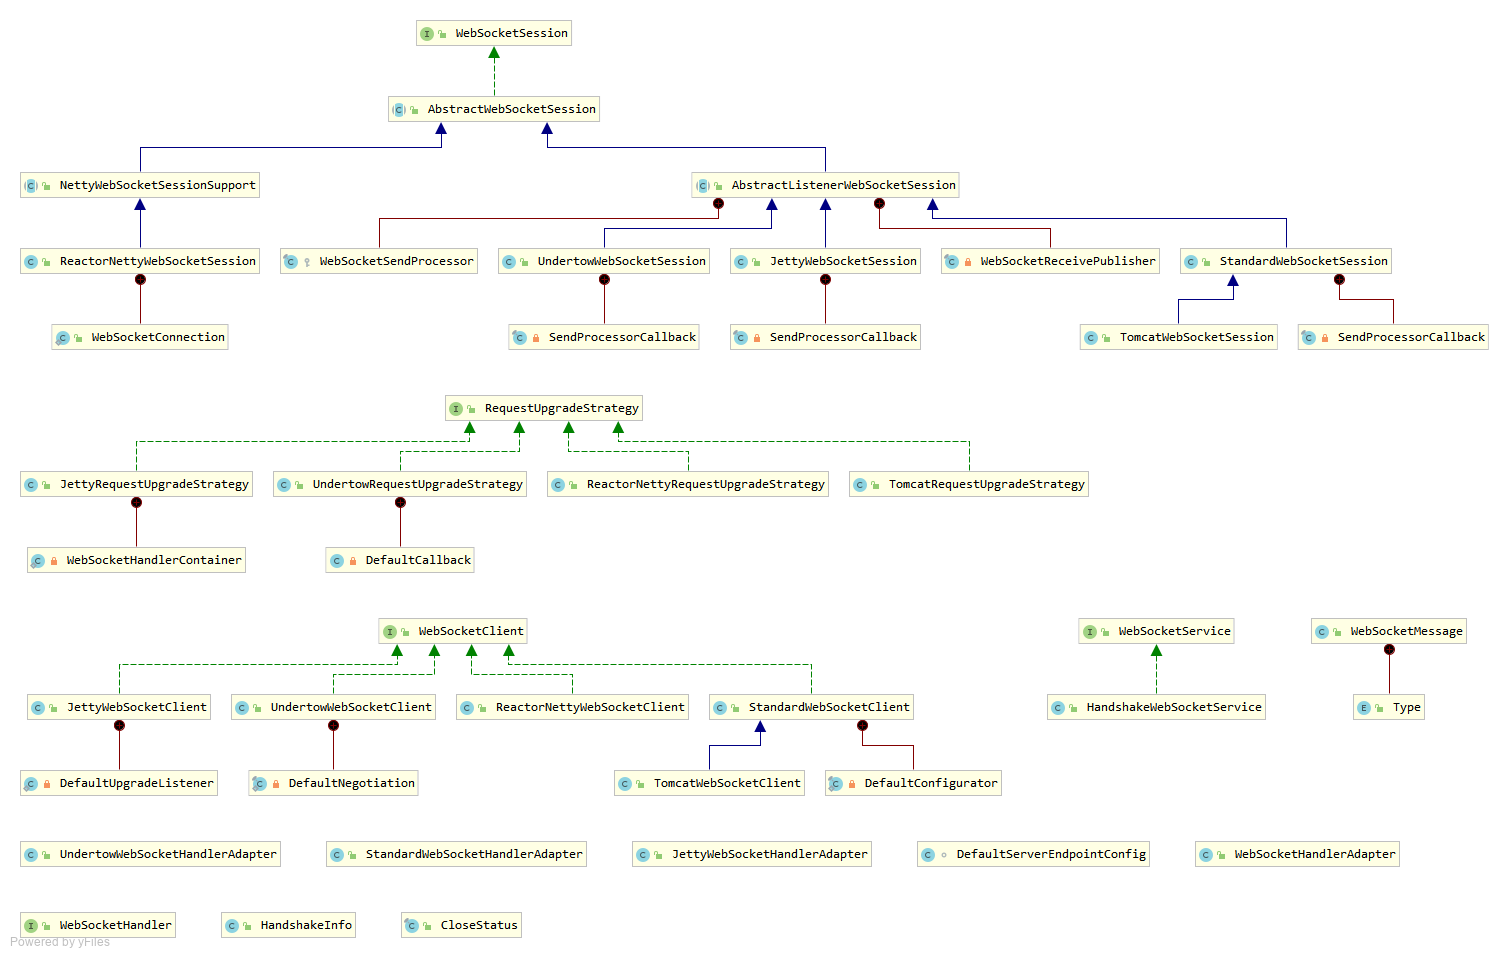 WebSocketSession
AbstractWebSocketSession
NettyWebSocketSessionSupport
AbstractListenerWebSocketSession
ReactorNettyWebSocketSession
WebSocketSendProcessor
UndertowWebSocketSession
JettyWebSocketSession
WebSocketReceivePublisher
StandardWebSocketSession
WebSocketConnection
SendProcessorCallback
SendProcessorCallback
TomcatWebSocketSession
SendProcessorCallback
RequestUpgradeStrategy
JettyRequestUpgradeStrategy
UndertowRequestUpgradeStrategy
ReactorNettyRequestUpgradeStrategy
TomcatRequestUpgradeStrategy
WebSocketHandlerContainer
DefaultCallback
WebSocketClient
WebSocketService
WebSocketMessage
JettyWebSocketClient
UndertowWebSocketClient
ReactorNettyWebSocketClient
StandardWebSocketClient
HandshakeWebSocketService
Type
DefaultUpgradeListener
DefaultNegotiation
TomcatWebSocketClient
DefaultConfigurator
UndertowWebSocketHandlerAdapter
StandardWebSocketHandlerAdapter
JettyWebSocketHandlerAdapter
DefaultServerEndpointConfig
WebSocketHandlerAdapter
WebSocketHandler
HandshakeInfo
CloseStatus
Powered by yFiles